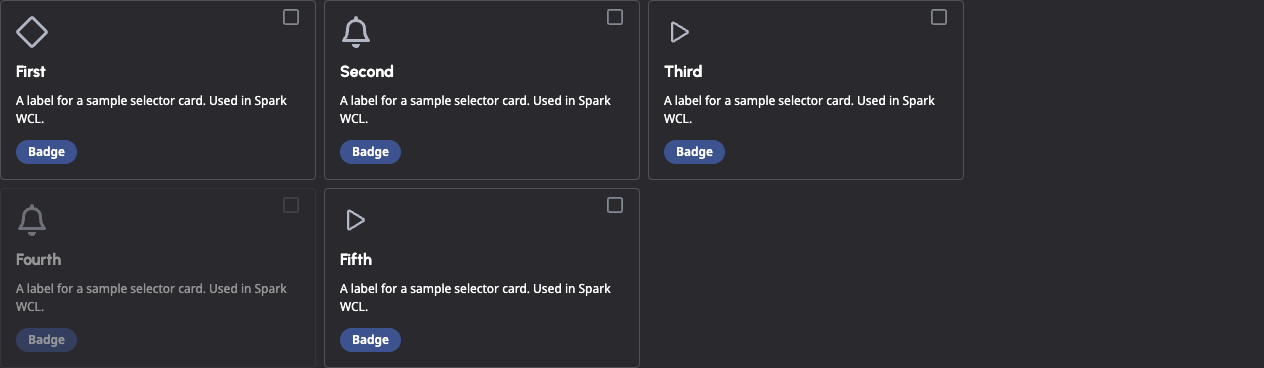 First
A label for a sample selector card. Used in Spark
WCL.
Badge
Second
A label for a sample selector card. Used in Spark
WCL.
Badge
Third
A label for a sample selector card. Used in Spark
WCL.
Badge
Fourth
A label for a sample selector card. Used in Spark
WCL.
Badge
Fifth
A label for a sample selector card. Used in Spark
WCL.
Badge